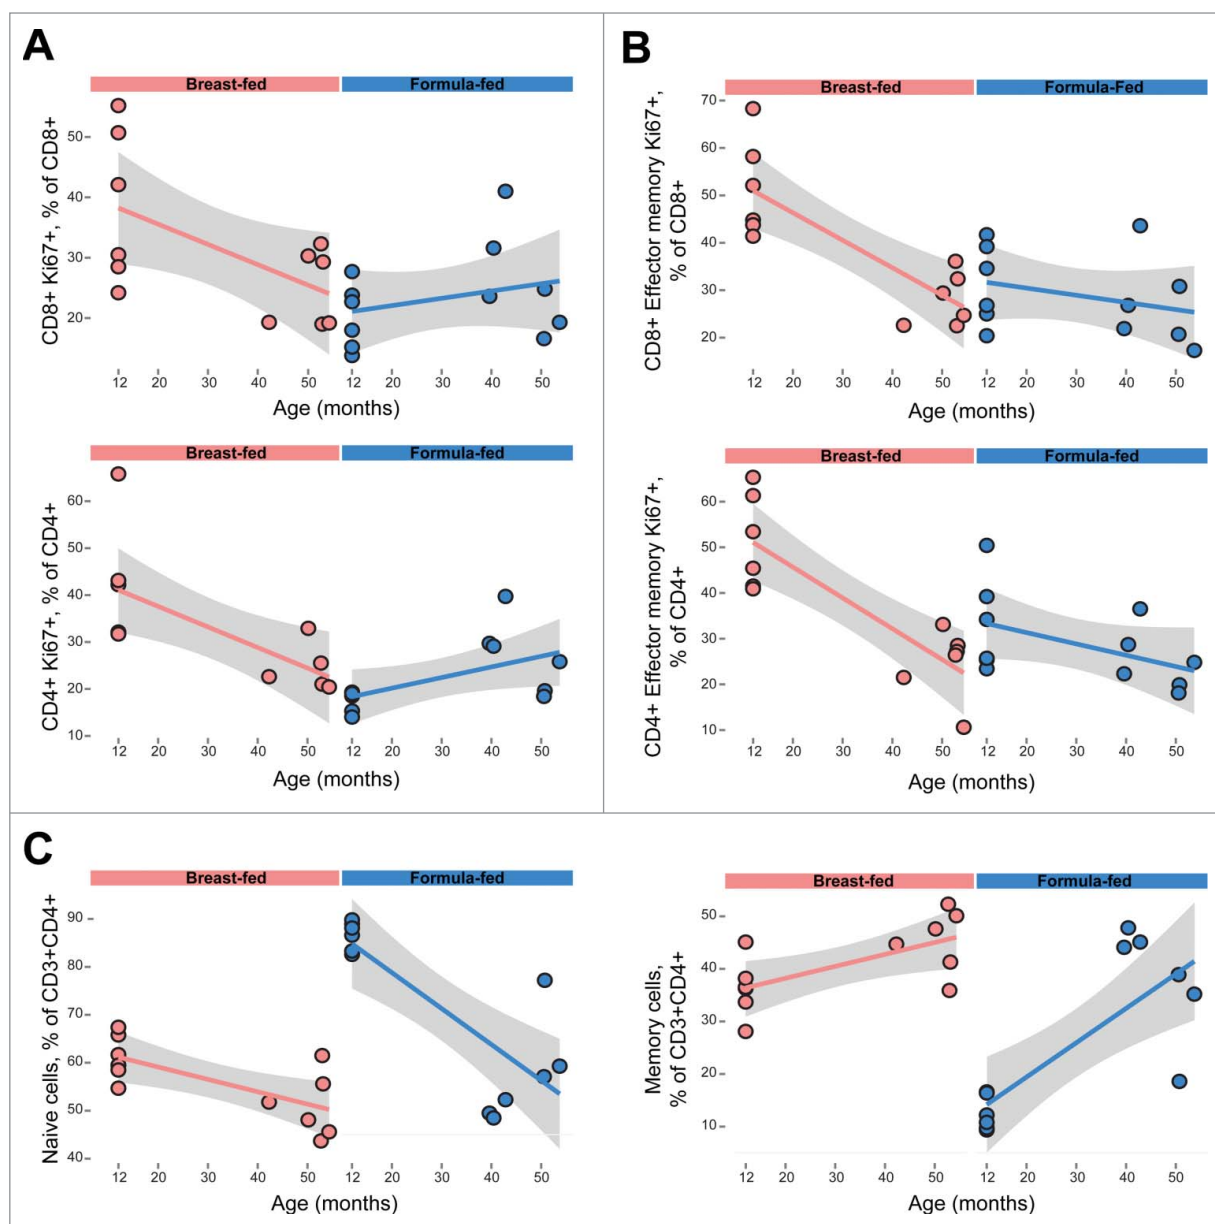 A
Breast-fed
Formula-fed
CD8+ Ki67+, % of CD8+
50
40
30
20
12 20 30 40 50 12 20 30 40 50
Age (months)
Breast-fed
Formula-fed
CD4+ Ki67+, % of CD4+
60
50
40
30
20
10
12 20 30 40 50 12 20 30 40 50
Age (months)
B
Breast-fed
Formula-Fed
CD8+ Effector memory Ki67+,
% of CD8+
70
60
50
40
30
20
12 20 30 40 50 12 20 30 40 50
Age (months)
Breast-fed
Formula-fed
CD4+ Effector memory Ki67+,
% of CD4+
60
50
40
30
20
10
12 20 30 40 50 12 20 30 40 50
Age (months)
C
Breast-fed
Formula-fed
Naive cells, % of CD3+CD4+
90
80
70
60
50
40
12 20 30 40 50 12 20 30 40 50
Age (months)
Breast-fed
Formula-fed
Memory cells,
% of CD3+CD4+
50
40
30
20
10
12 20 30 40 50 12 20 30 40 50
Age (months)